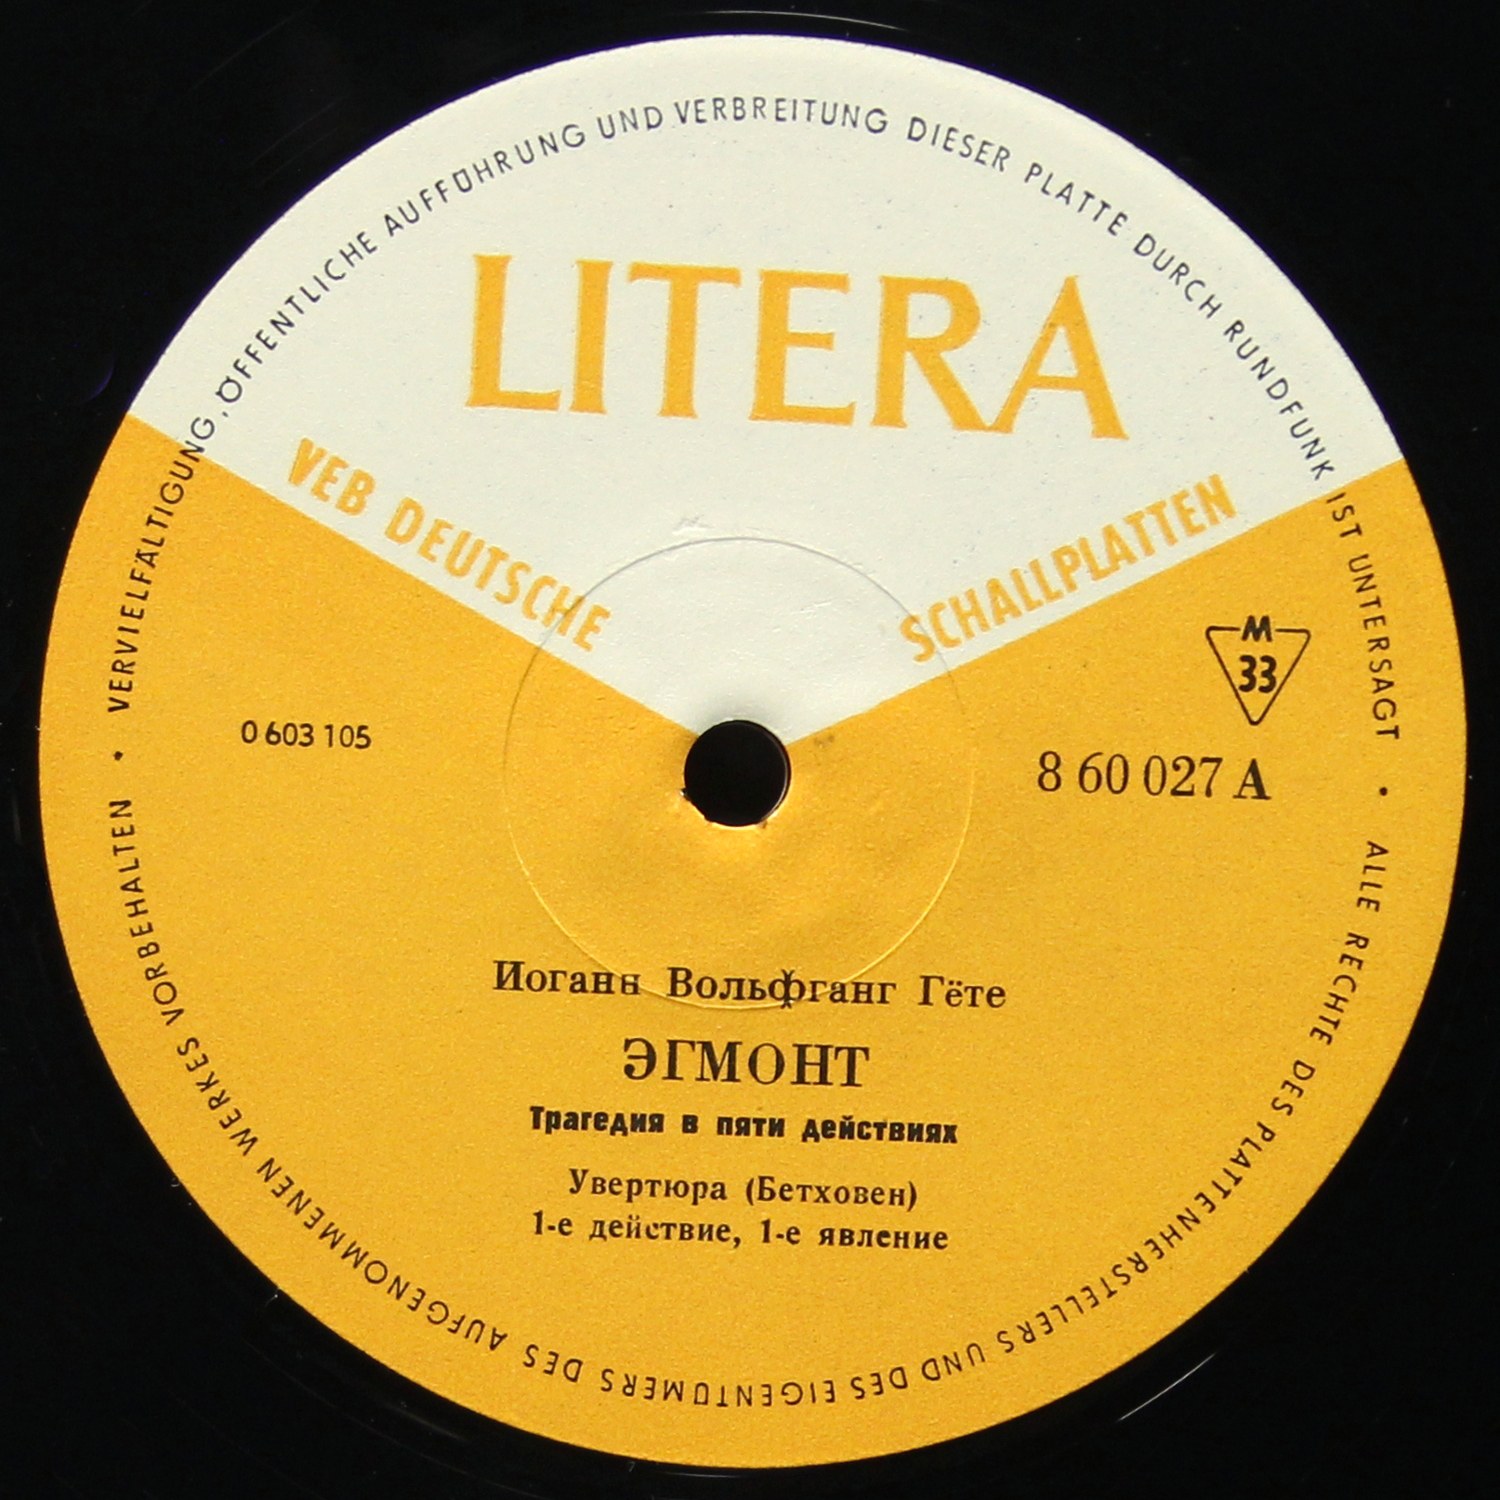 VERVIELFÄLTIGUNG, ÖFFENTLICHE AUFFÜHRUNG UND VERBREITUNG DIESER PLATTE DURCH RUNDFUNK IST UNTERSAGT •
ALLE RECHTE DES PLATTENHERSTELLERS UND DES EIGENTÜMERS DES AUFGENOMMENEN WERKES VORBEHALTEN •
LITERA
VEB DEUTSCHE SCHALLPLATTEN
M
33
0 603 105
8 60 027 A
Иоганн Вольфганг Гёте
ЭГМОНТ
Трагедия в пяти действиях
Увертюра (Бетховен)
1-е действие, 1-е явление